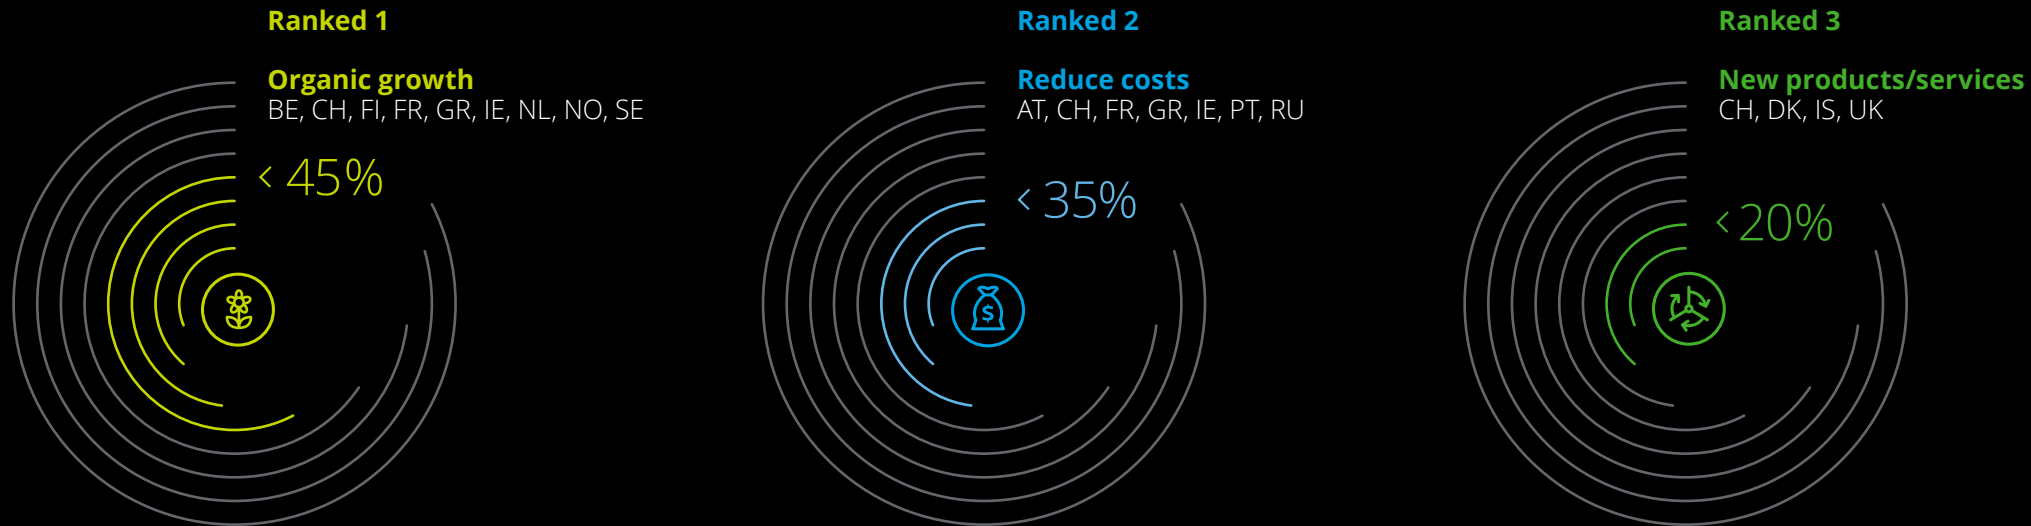 Ranked 1
Organic growth
BE, CH, FI, FR, GR, IE, NL, NO, SE
< 45%
Ranked 2
Reduce costs
AT, CH, FR, GR, IE, PT, RU
< 35%
$
Ranked 3
New products/services
CH, DK, IS, UK
< 20%